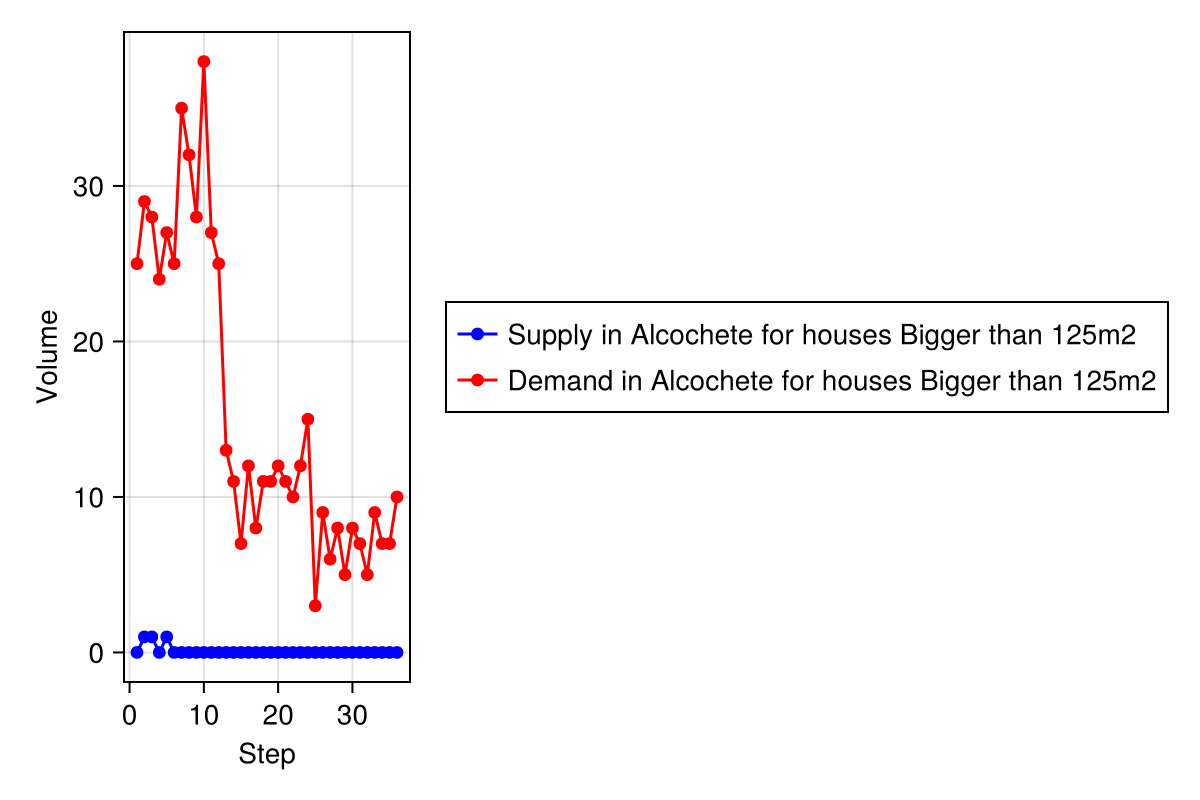 Volume
30
20
10
0
0 10 20 30
Step
Supply in Alcochete for houses Bigger than 125m2
Demand in Alcochete for houses Bigger than 125m2